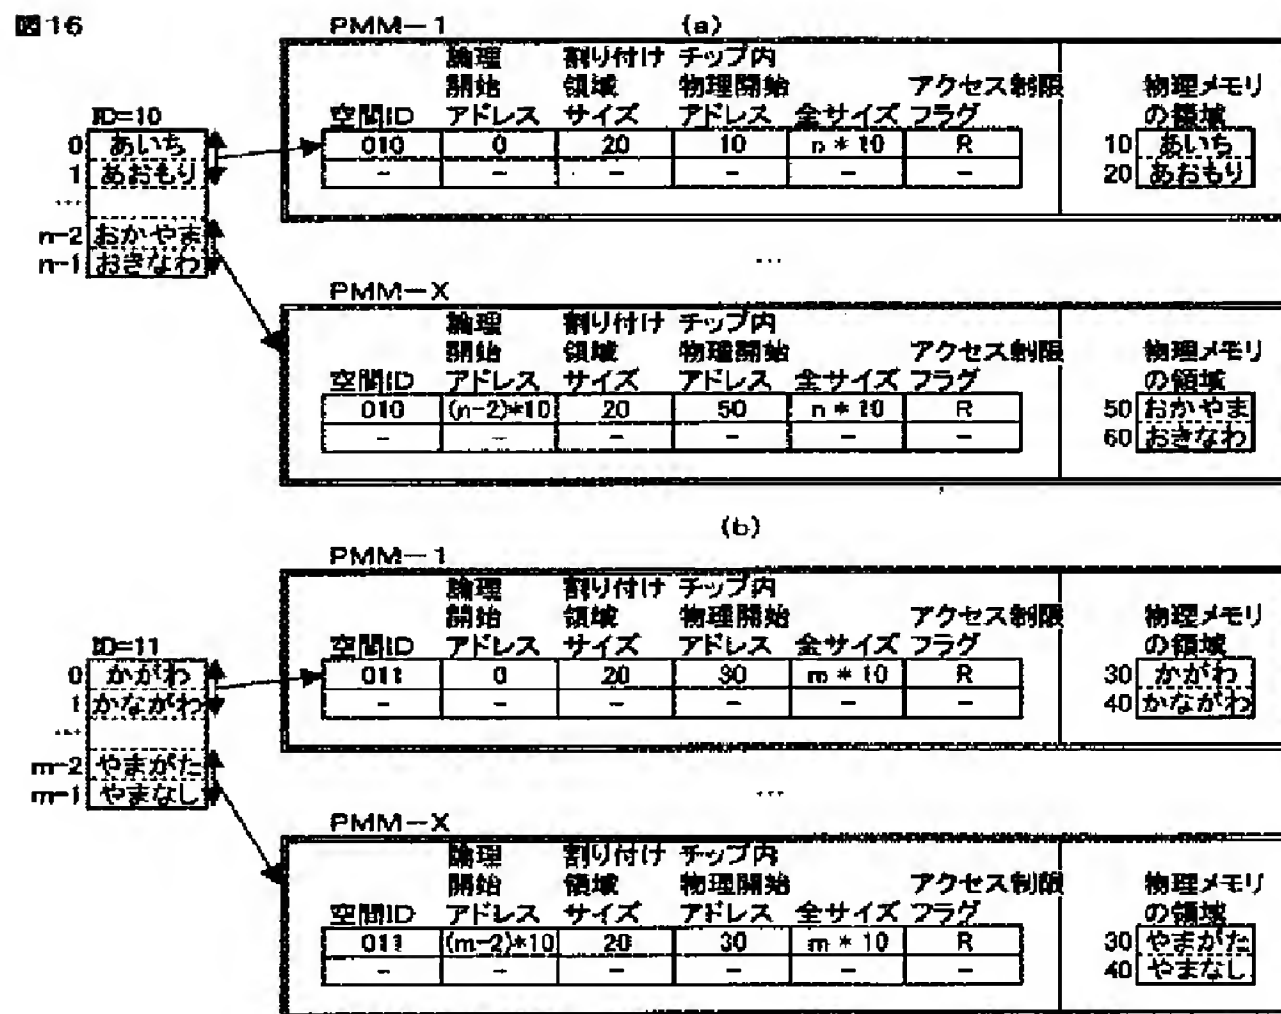 図16
PMM-1
(a)
論理 割り付け チップ内
開始 領域 物理開始 アクセス制限 物理メモリ
空間ID アドレス サイズ アドレス 全サイズ フラグ の領域
ID=10
0 あいち
1 あおもり
...
n-2 おかやま
n-1 おきなわ
010 0 20 10 n * 10 R
- - - - - -
10 あいち
20 あおもり
...
PMM-X
論理 割り付け チップ内
開始 領域 物理開始 アクセス制限 物理メモリ
空間ID アドレス サイズ アドレス 全サイズ フラグ の領域
010 (n-2)*10 20 50 n * 10 R
- - - - - -
50 おかやま
60 おきなわ
(b)
PMM-1
論理 割り付け チップ内
開始 領域 物理開始 アクセス制限 物理メモリ
空間ID アドレス サイズ アドレス 全サイズ フラグ の領域
ID=11
0 かがわ
1 かながわ
...
m-2 やまがた
m-1 やまなし
011 0 20 30 m * 10 R
- - - - - -
30 かがわ
40 かながわ
...
PMM-X
論理 割り付け チップ内
開始 領域 物理開始 アクセス制限 物理メモリ
空間ID アドレス サイズ アドレス 全サイズ フラグ の領域
011 (m-2)*10 20 30 m * 10 R
- - - - - -
30 やまがた
40 やまなし